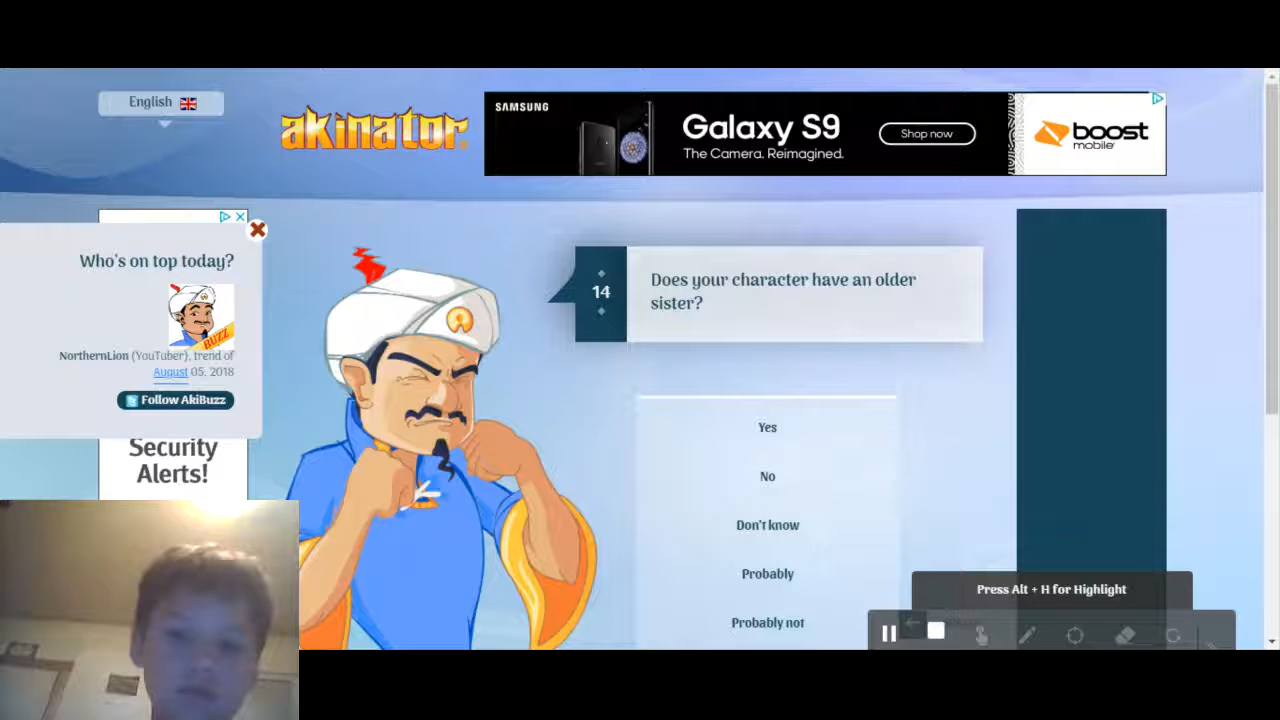 English
akinator
SAMSUNG
Galaxy S9
The Camera. Reimagined.
Shop now
boost
mobile
Who's on top today?
BUZZ
NorthernLion (YouTuber), trend of
August 05, 2018
Follow AkiBuzz
Security
Alerts!
14
Does your character have an older
sister?
Yes
No
Don't know
Probably
Probably not
Press Alt + H for Highlight